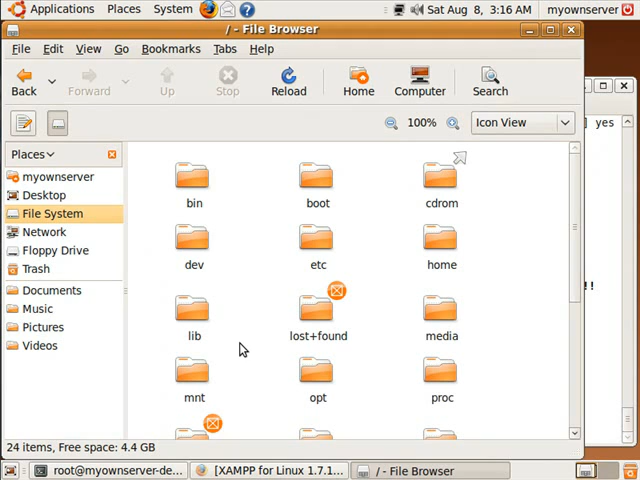 Applications Places System Sat Aug 8, 3:16 AM myownserver
/ - File Browser
File Edit View Go Bookmarks Tabs Help
Back Forward Up Stop Reload Home Computer Search
100% Icon View
] yes
Places
myownserver
Desktop
File System
Network
Floppy Drive
Trash
Documents
Music
Pictures
Videos
bin boot cdrom
dev etc home
!!
lib lost+found media
mnt opt proc
24 items, Free space: 4.4 GB
root@myownserver-de... [XAMPP for Linux 1.7.1... / - File Browser